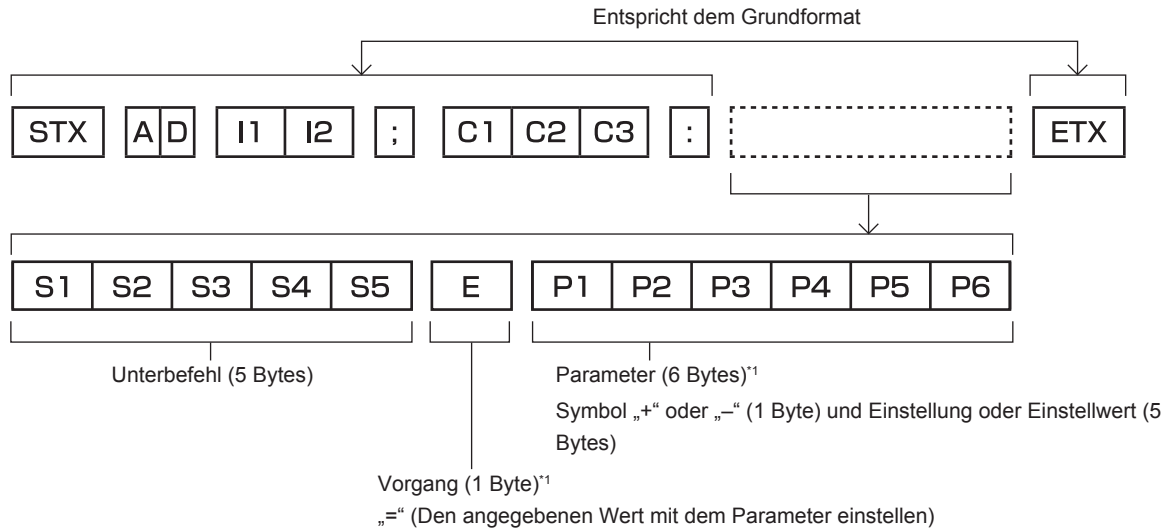 Entspricht dem Grundformat
STX A D I1 I2 ; C1 C2 C3 : ETX
S1 S2 S3 S4 S5 E P1 P2 P3 P4 P5 P6
Unterbefehl (5 Bytes)
Parameter (6 Bytes)*1
Symbol „+“ oder „–“ (1 Byte) und Einstellung oder Einstellwert (5
Bytes)
Vorgang (1 Byte)*1
„=“ (Den angegebenen Wert mit dem Parameter einstellen)